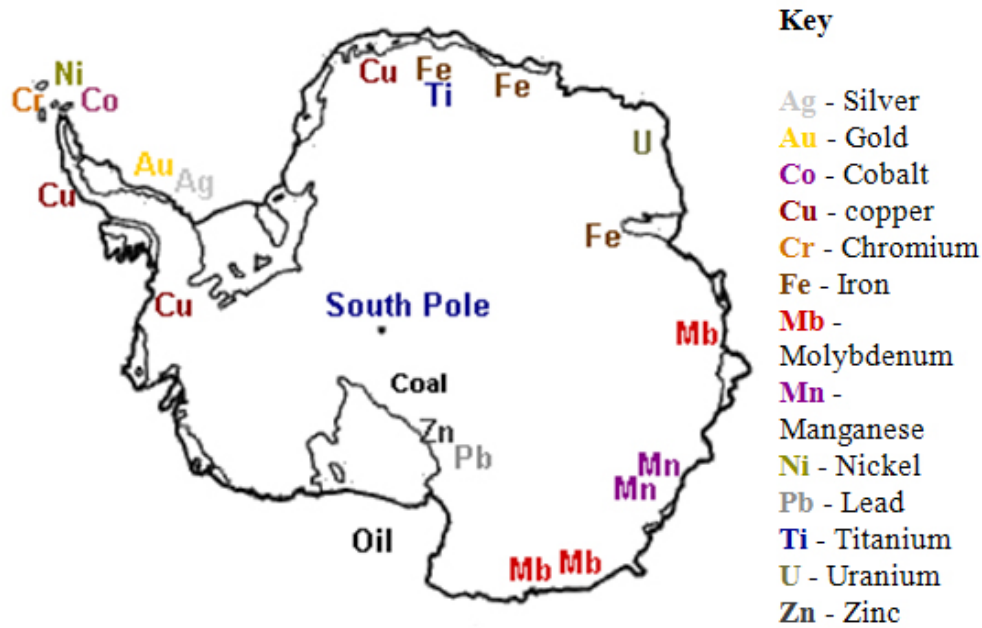 Key
Ag - Silver
Au - Gold
Co - Cobalt
Cu - copper
Cr - Chromium
Fe - Iron
Mb -
Molybdenum
Mn -
Manganese
Ni - Nickel
Pb - Lead
Ti - Titanium
U - Uranium
Zn - Zinc
Ni
Cr Co
Cu Fe Fe
Ti
U
Au
Ag
Cu
Fe
Cu
South Pole
Mb
Coal
Zn
Pb
Mn
Mn
Oil
Mb Mb